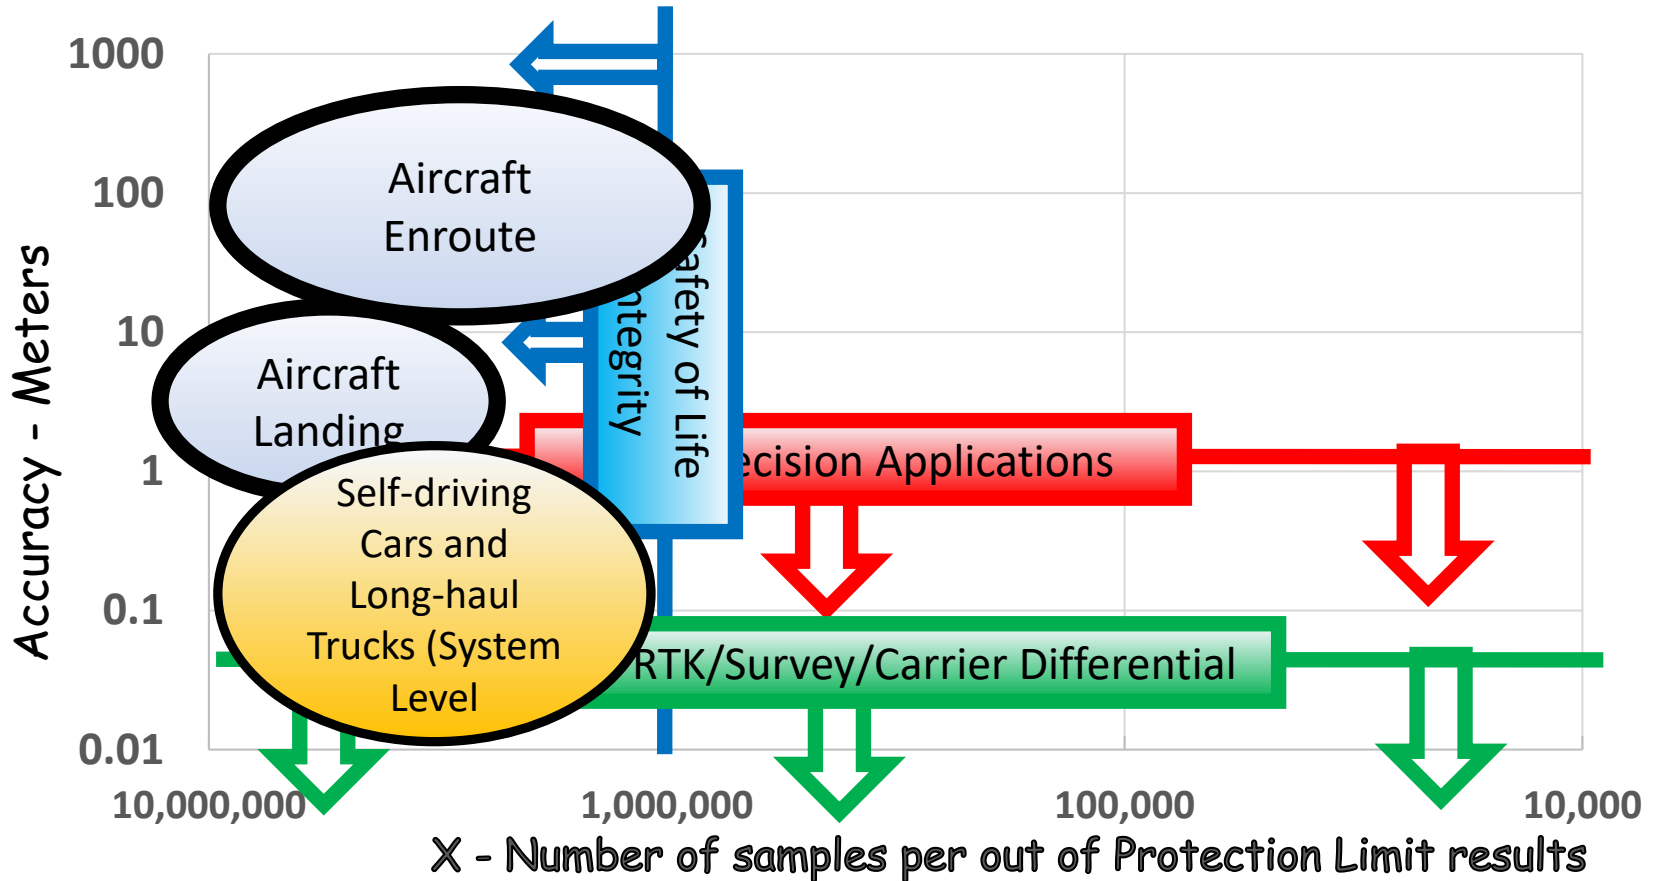 1000
100
10
1
0.1
0.01
Accuracy - Meters
Aircraft
Enroute
Aircraft
Landing
Safety of Life
Integrity
ecision Applications
Self-driving
Cars and
Long-haul
Trucks (System
Level
RTK/Survey/Carrier Differential
10,000,000
1,000,000
100,000
10,000
X - Number of samples per out of Protection Limit results